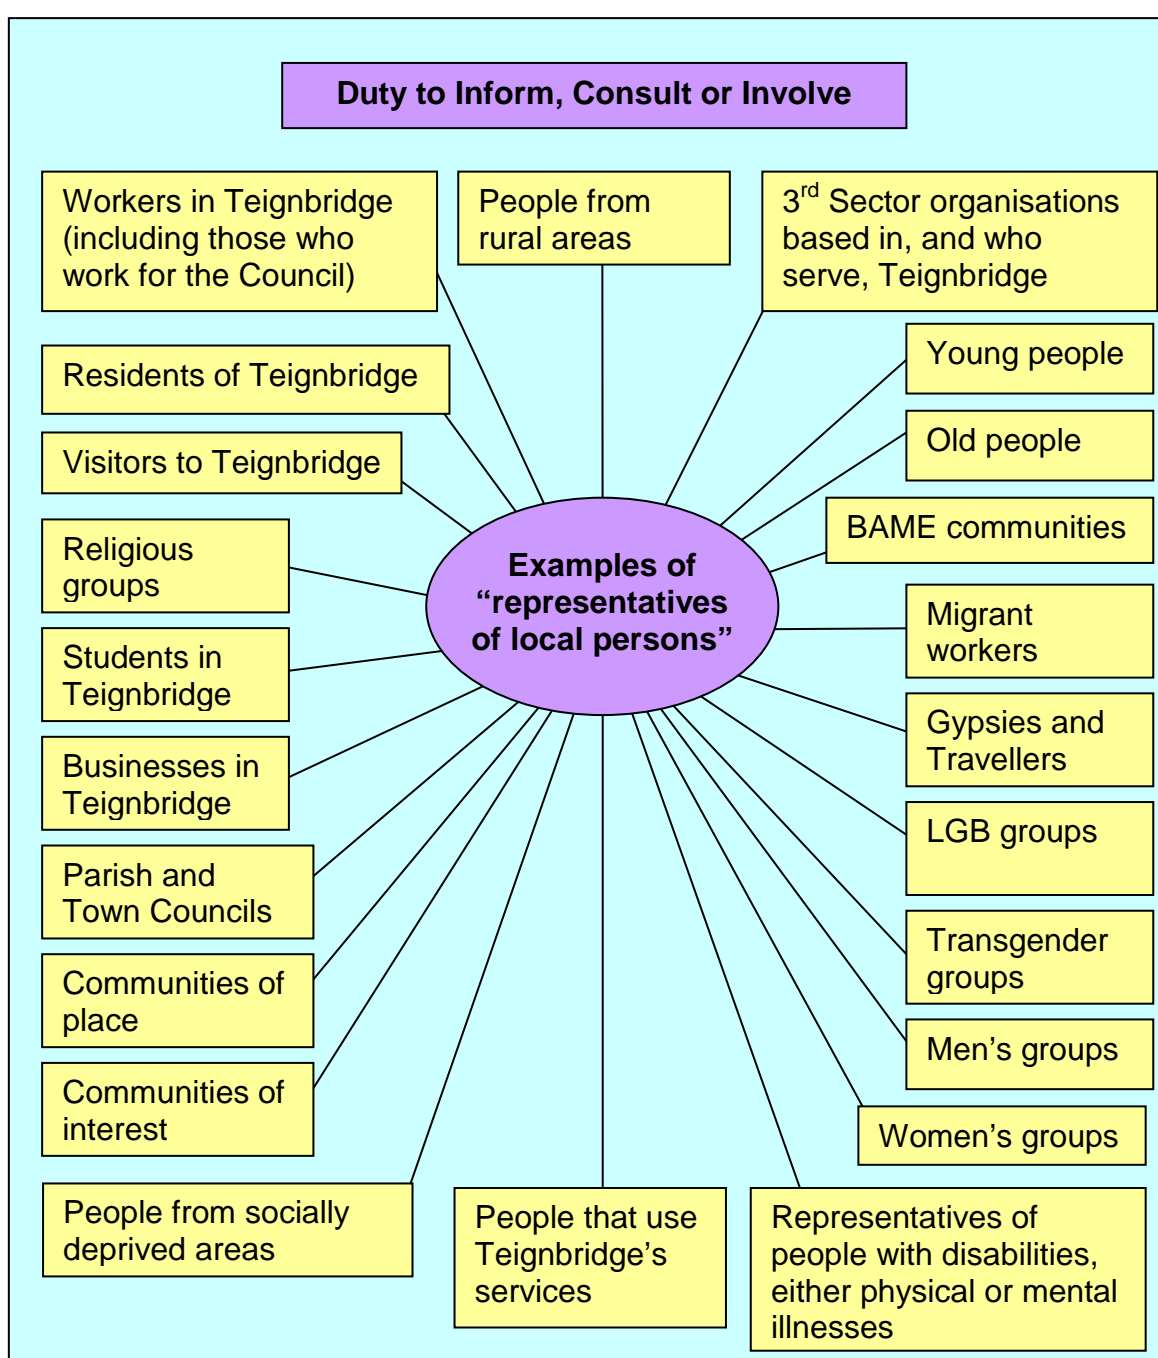 Duty to Inform, Consult or Involve
Workers in Teignbridge
(including those who
work for the Council)
People from
rural areas
3rd Sector organisations
based in, and who
serve, Teignbridge
Residents of Teignbridge
Visitors to Teignbridge
Religious
groups
Students in
Teignbridge
Businesses in
Teignbridge
Parish and
Town Councils
Communities of
place
Communities of
interest
People from socially
deprived areas
Examples of
“representatives
of local persons”
Young people
Old people
BAME communities
Migrant
workers
Gypsies and
Travellers
LGB groups
Transgender
groups
Men’s groups
Women’s groups
People that use
Teignbridge’s
services
Representatives of
people with disabilities,
either physical or mental
illnesses